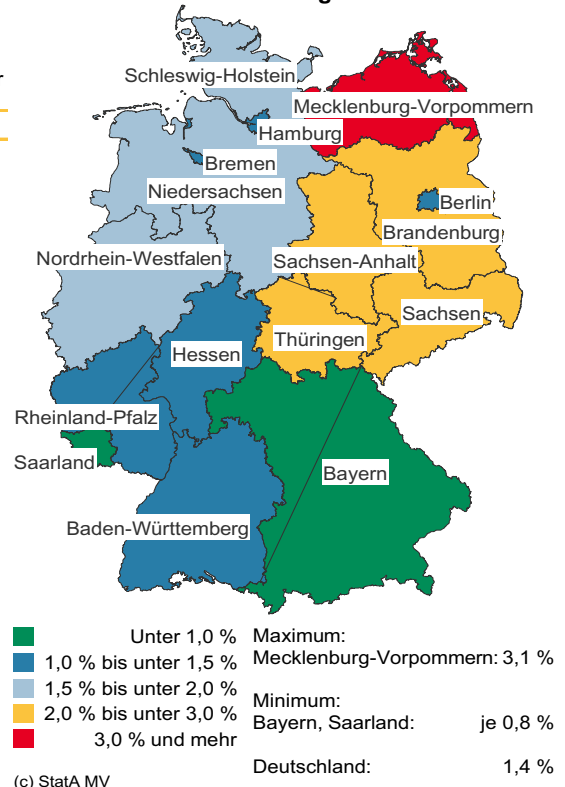 Schleswig-Holstein
Mecklenburg-Vorpommern
Hamburg
Bremen
Niedersachsen
Berlin
Brandenburg
Nordrhein-Westfalen
Sachsen-Anhalt
Sachsen
Thüringen
Hessen
Rheinland-Pfalz
Saarland
Bayern
Baden-Württemberg
Unter 1,0 %
1,0 % bis unter 1,5 %
1,5 % bis unter 2,0 %
2,0 % bis unter 3,0 %
3,0 % und mehr
Maximum:
Mecklenburg-Vorpommern: 3,1 %
Minimum:
Bayern, Saarland: je 0,8 %
Deutschland: 1,4 %
(c) StatA MV